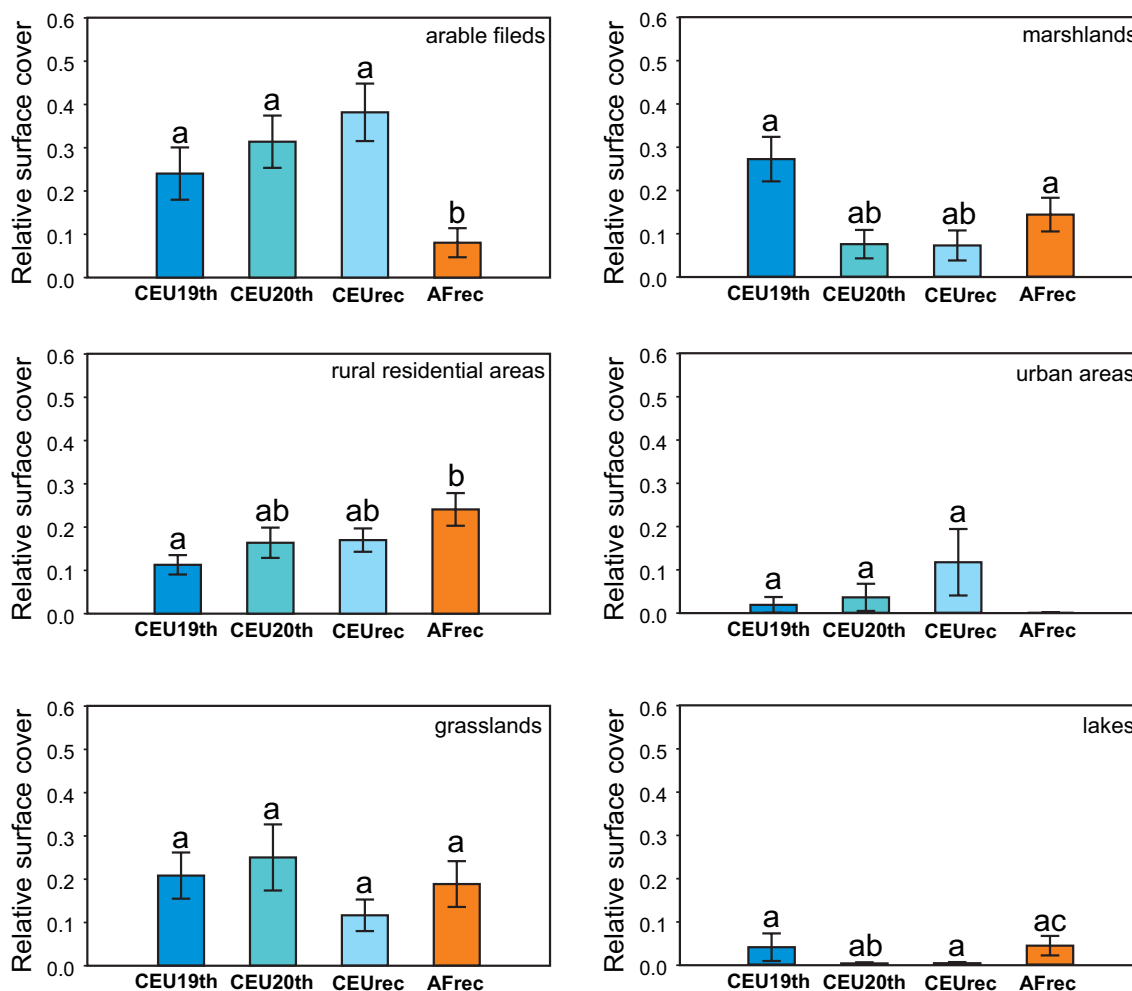 Relative surface cover
0.6
0.5
0.4
0.3
0.2
0.1
0.0
arable fileds
a
a
a
b
CEU19th CEU20th CEUrec AFrec
Relative surface cover
0.6
0.5
0.4
0.3
0.2
0.1
0.0
marshlands
a
ab
ab
a
CEU19th CEU20th CEUrec AFrec
Relative surface cover
0.6
0.5
0.4
0.3
0.2
0.1
0.0
rural residential areas
a
ab
ab
b
CEU19th CEU20th CEUrec AFrec
Relative surface cover
0.6
0.5
0.4
0.3
0.2
0.1
0.0
urban areas
a
a
a
CEU19th CEU20th CEUrec AFrec
Relative surface cover
0.6
0.5
0.4
0.3
0.2
0.1
0.0
grasslands
a
a
a
a
CEU19th CEU20th CEUrec AFrec
Relative surface cover
0.6
0.5
0.4
0.3
0.2
0.1
0.0
lakes
a
ab
a
ac
CEU19th CEU20th CEUrec AFrec